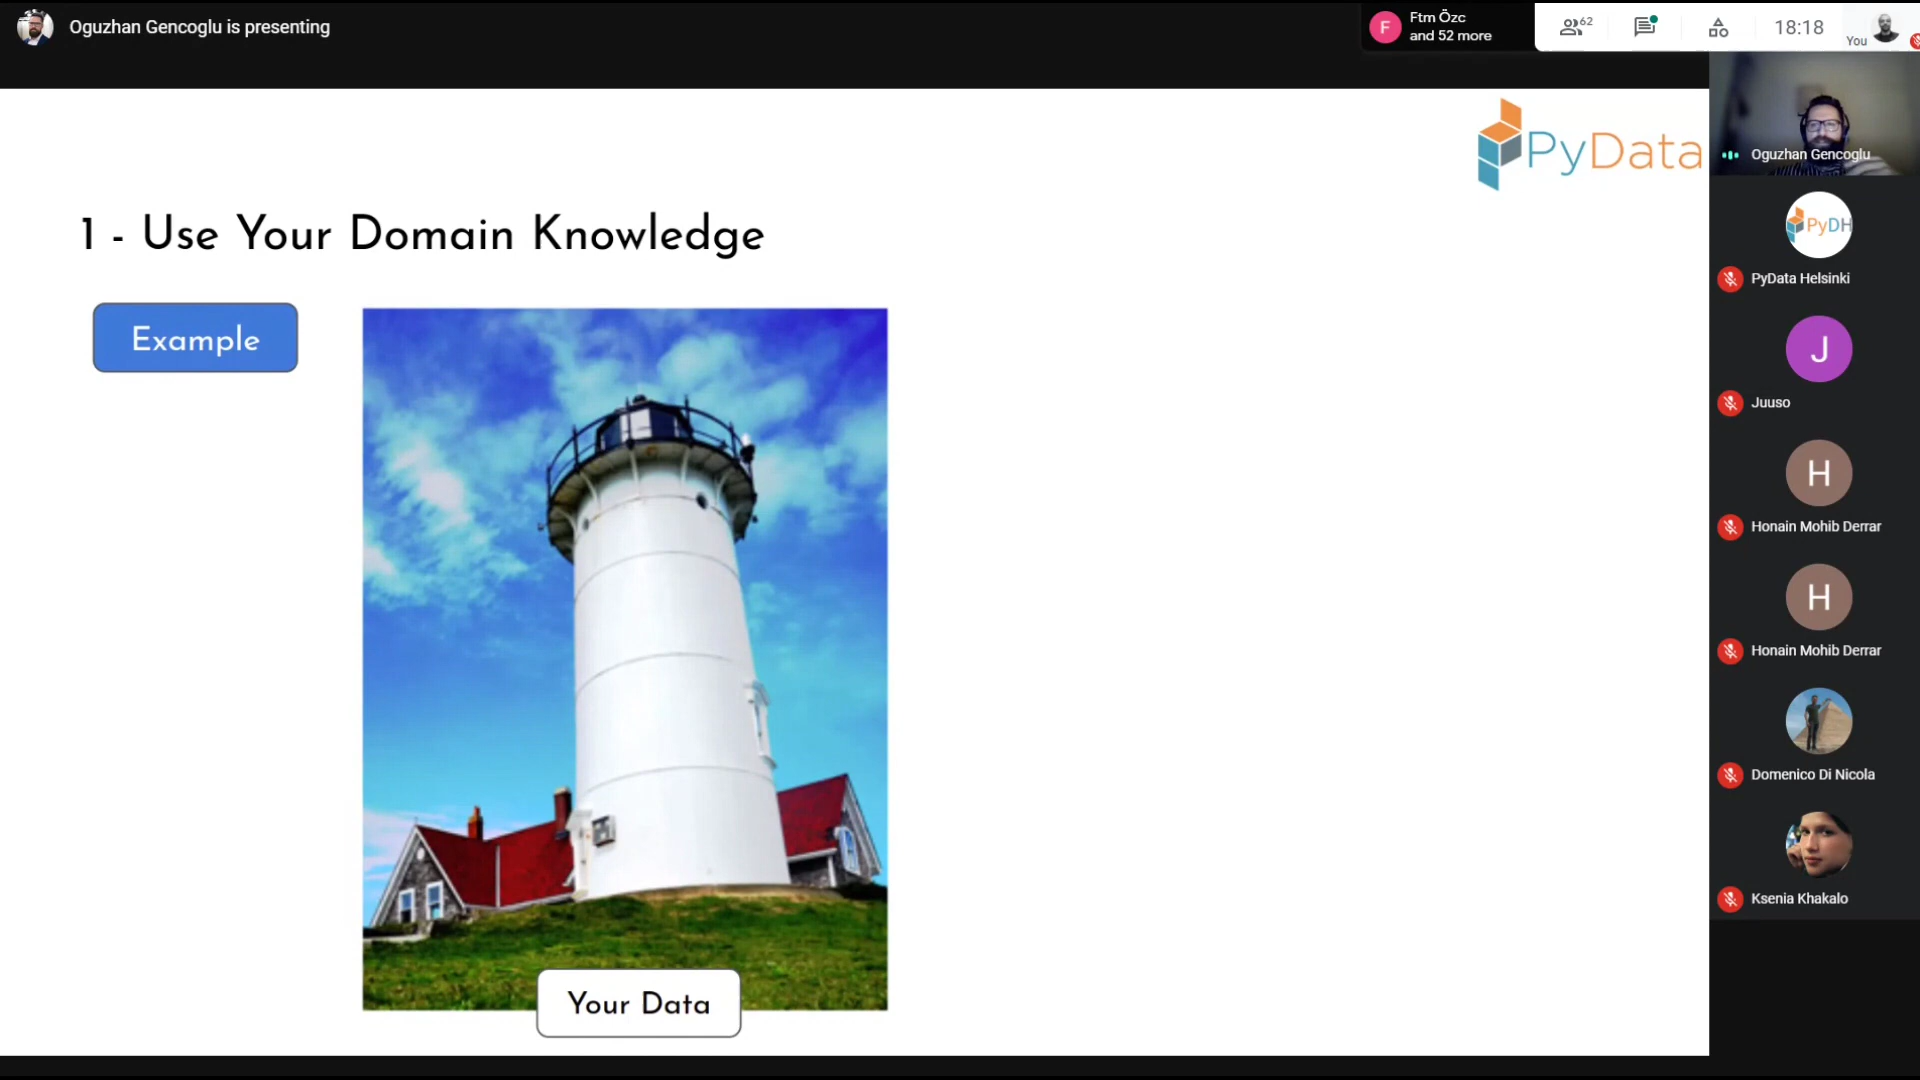 Oguzhan Gencoglu is presenting
F
Ftm Özc
and 52 more
62
18:18
You
PyData
Oguzhan Gencoglu
1 - Use Your Domain Knowledge
Example
Your Data
PyDH
PyData Helsinki
J
Juuso
H
Honain Mohib Derrar
H
Honain Mohib Derrar
Domenico Di Nicola
Ksenia Khakalo